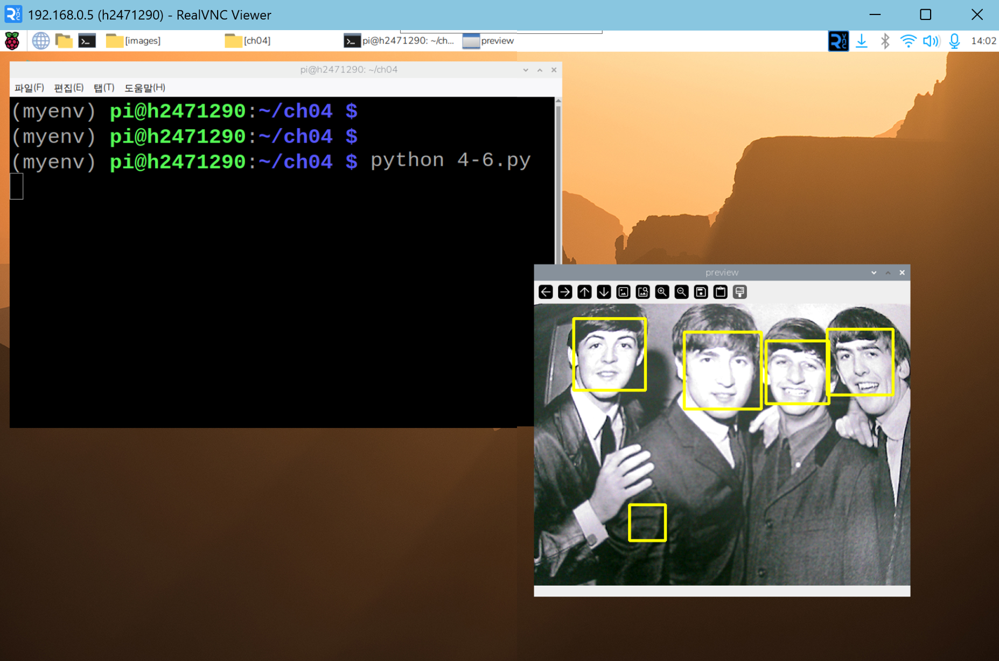 192.168.0.5 (h2471290) - RealVNC Viewer
[images]
[ch04]
pi@h2471290: ~/ch...
preview
14:02
pi@h2471290: ~/ch04
파일(F) 편집(E) 탭(T) 도움말(H)
(myenv) pi@h2471290:~/ch04 $
(myenv) pi@h2471290:~/ch04 $
(myenv) pi@h2471290:~/ch04 $ python 4-6.py
preview